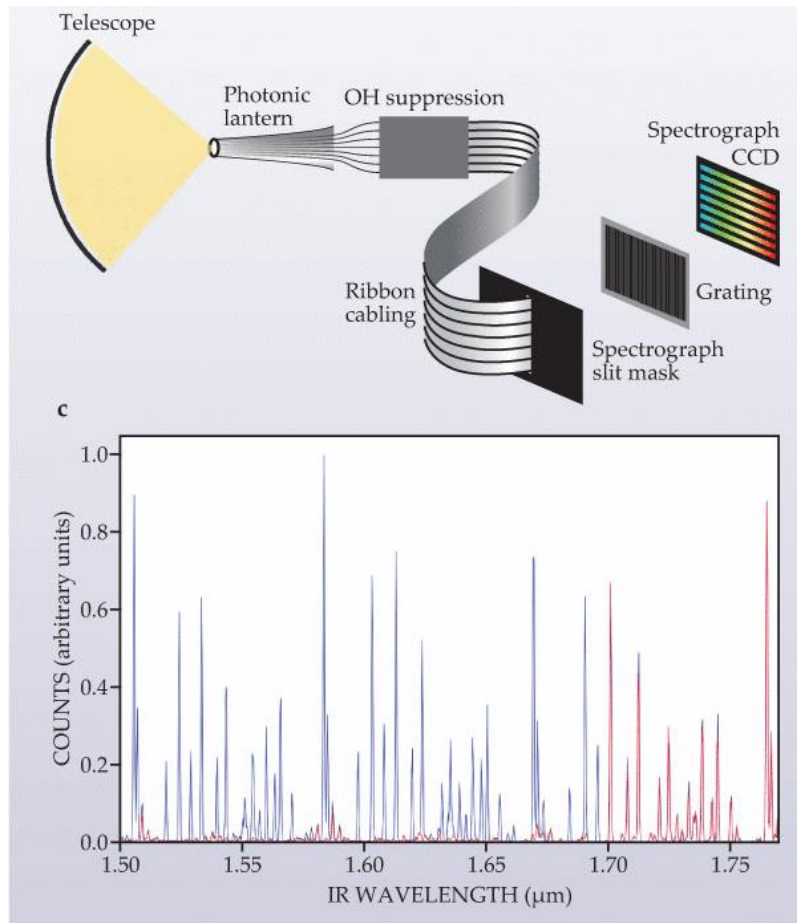 Telescope
Photonic
lantern
OH suppression
Spectrograph
CCD
Ribbon
cabling
Grating
Spectrograph
slit mask
c
1.0
0.8
0.6
0.4
0.2
0.0
COUNTS (arbitrary units)
1.50 1.55 1.60 1.65 1.70 1.75
IR WAVELENGTH (µm)